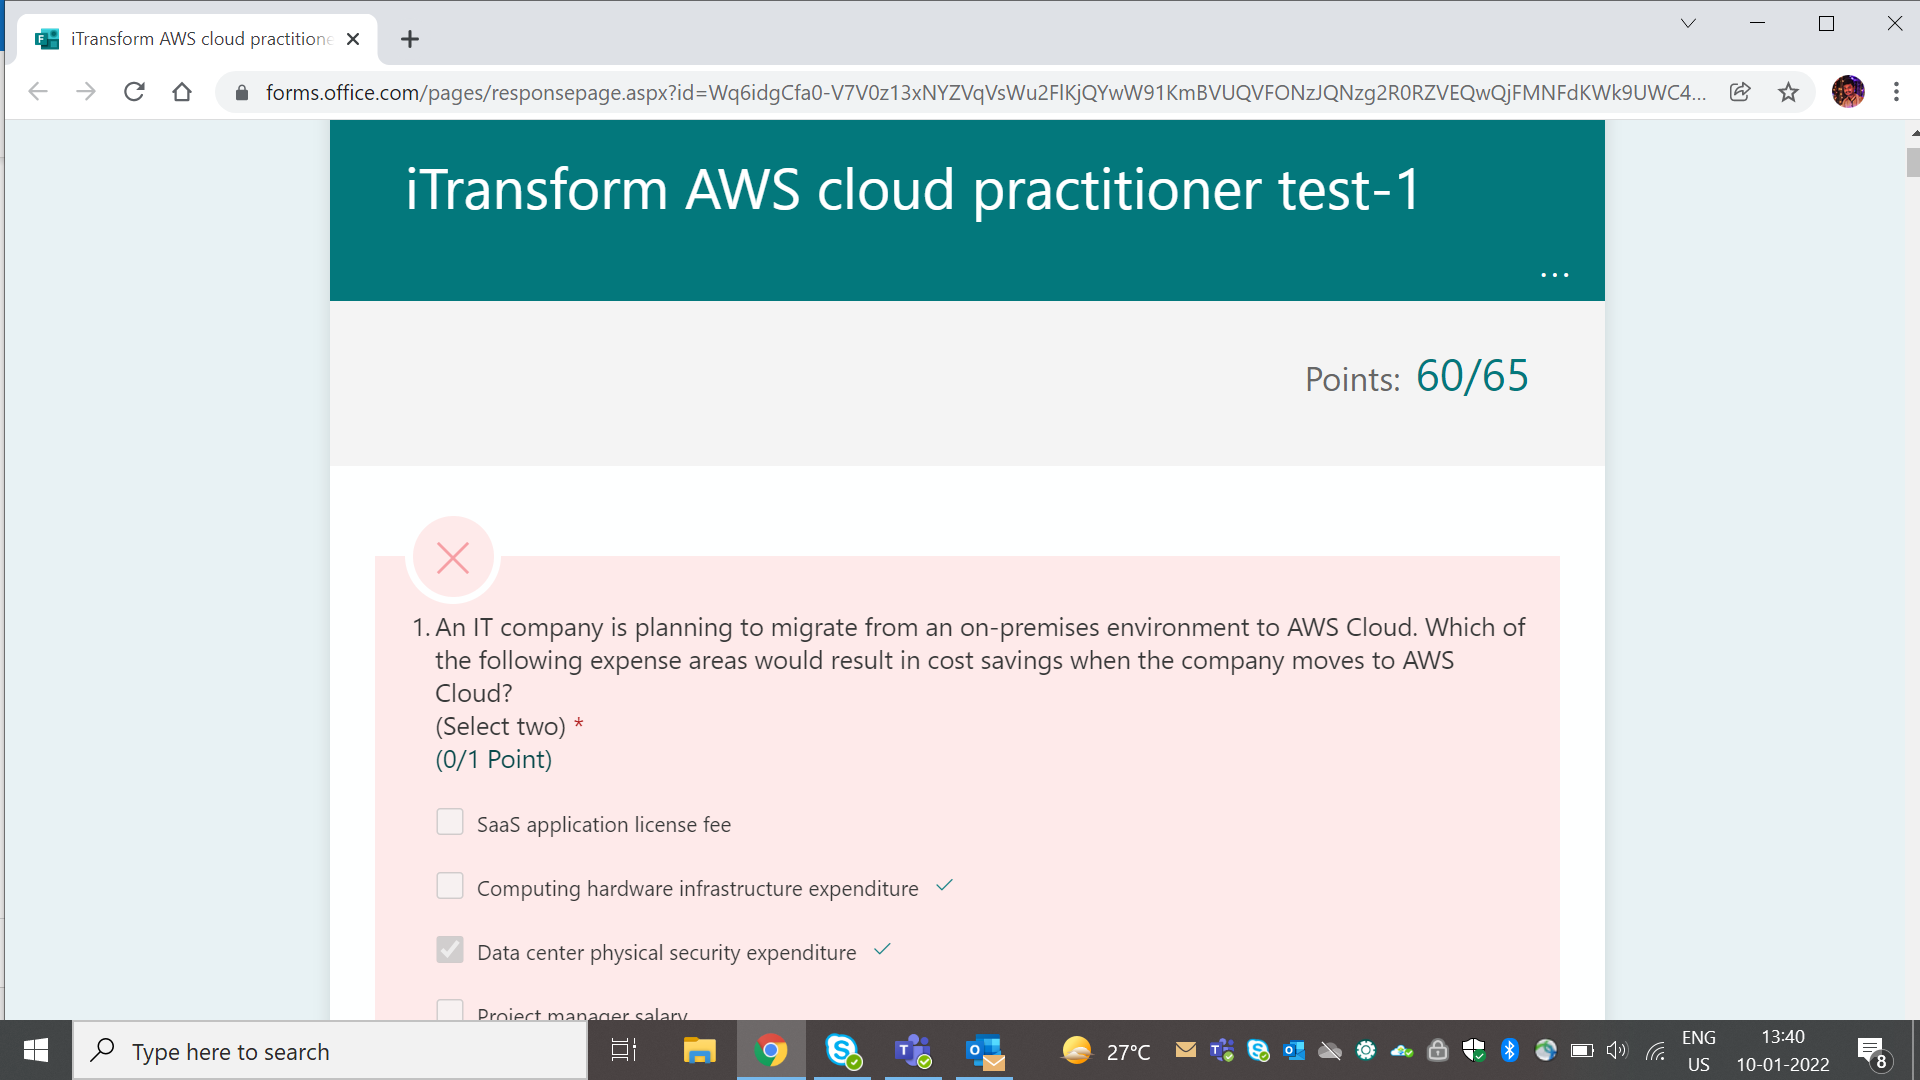 iTransform AWS cloud practitione
forms.office.com/pages/responsepage.aspx?id=Wq6idgCfa0-V7V0z13xNYZVqVsWu2FlKjQYwW91KmBVUQVFONzJQNzg2R0RZVEQwQjFMNFdKWk9UWC4...
iTransform AWS cloud practitioner test-1
...
Points: 60/65
1. An IT company is planning to migrate from an on-premises environment to AWS Cloud. Which of
the following expense areas would result in cost savings when the company moves to AWS
Cloud?
(Select two) *
(0/1 Point)
SaaS application license fee
Computing hardware infrastructure expenditure
Data center physical security expenditure
Project manager salary
Type here to search
27°C
ENG
US
13:40
10-01-2022
8